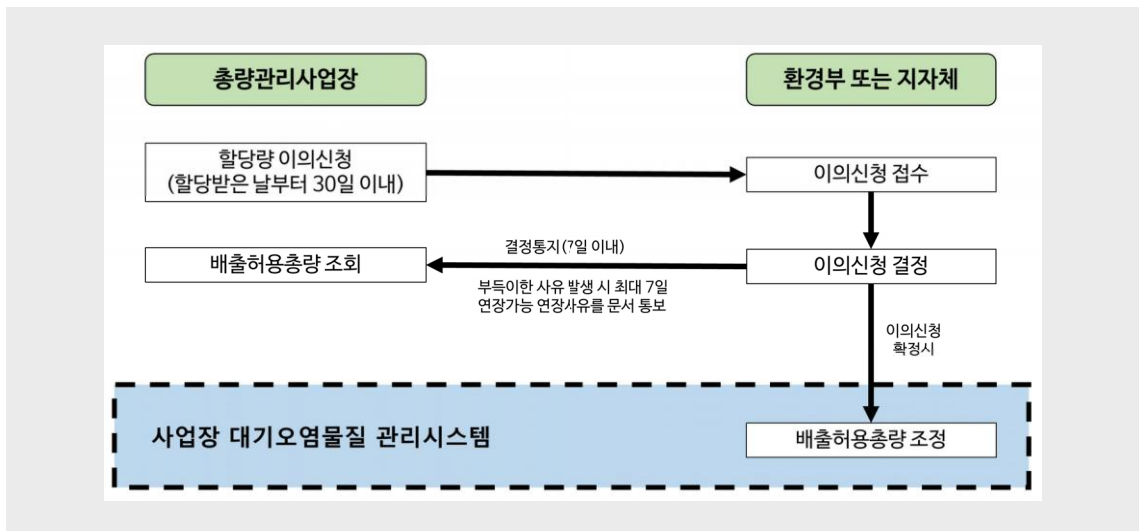 총량관리사업장
환경부 또는 지자체
할당량 이의신청
(할당받은 날부터 30일 이내)
이의신청 접수
결정통지(7일 이내)
배출허용총량 조회
이의신청 결정
부득이한 사유 발생 시 최대 7일
연장가능 연장사유를 문서 통보
이의신청
확정시
사업장 대기오염물질 관리시스템
배출허용총량 조정